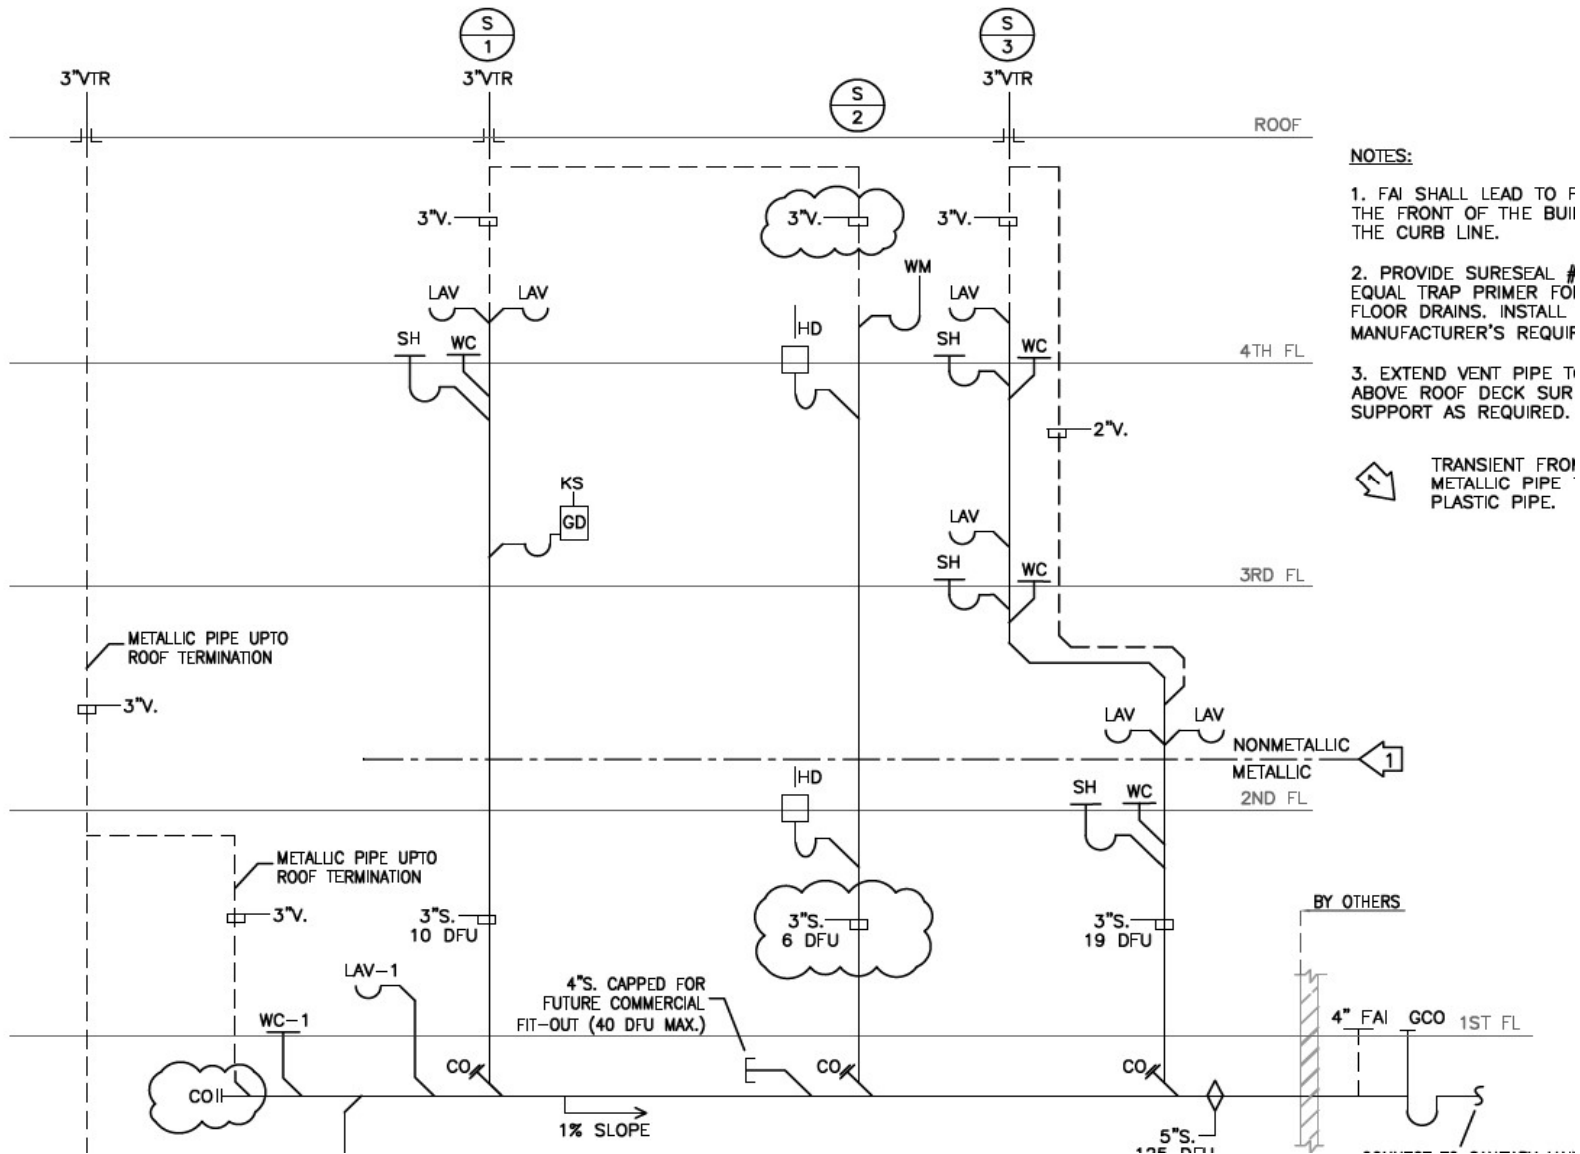 S
1
S
3
3"VTR
3"VTR
3"VTR
S
2
ROOF
NOTES:
1. FAI SHALL LEAD TO
THE FRONT OF THE
THE CURB LINE.
3"V.
3"V.
3"V.
2. PROVIDE SURESEAL #
EQUAL TRAP PRIMER
FLOOR DRAINS. INSTALL
MANUFACTURER'S
WM
LAV
LAV
LAV
HD
SH
WC
SH
WC
4TH FL
3. EXTEND VENT PIPE
ABOVE ROOF DECK
SUPPORT AS REQUIRED.
2"V.
1
TRANSIENT
METALLIC PIPE
PLASTIC PIPE.
KS
GD
LAV
SH
WC
3RD FL
METALLIC PIPE UPTO
ROOF TERMINATION
3"V.
LAV
LAV
NONMETALLIC
METALLIC
1
HD
SH
WC
2ND FL
METALLIC PIPE UPTO
ROOF TERMINATION
3"V.
3"S.
10 DFU
3"S.
6 DFU
3"S.
19 DFU
BY OTHERS
LAV-1
4"S. CAPPED FOR
FUTURE COMMERCIAL
FIT-OUT (40 DFU MAX.)
WC-1
4" FAI
GCO
1ST FL
CO
CO
CO
CO
1% SLOPE
5"S.